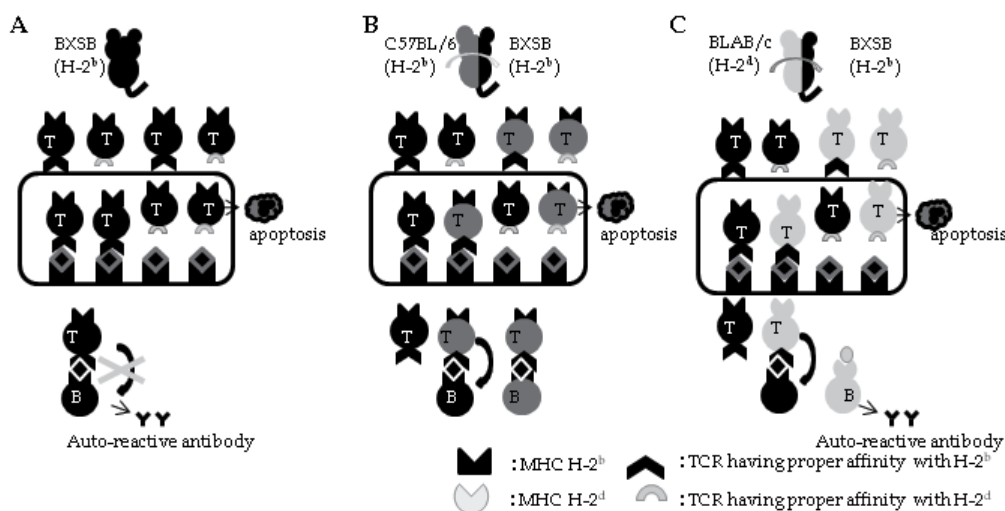 A
BXSB
(H-2b)
T T T T
T T T T
apoptosis
T
B
Auto-reactive antibody
B
C57BL/6 BXSB
(H-2b) (H-2b)
T T T T
T T T T
apoptosis
T T T
B B
C
BLAB/c BXSB
(H-2d) (H-2b)
T T T T
T T T T
apoptosis
T T
B
Auto-reactive antibody
: MHC H-2b
: TCR having proper affinity with H-2b
: MHC H-2d
: TCR having proper affinity with H-2d